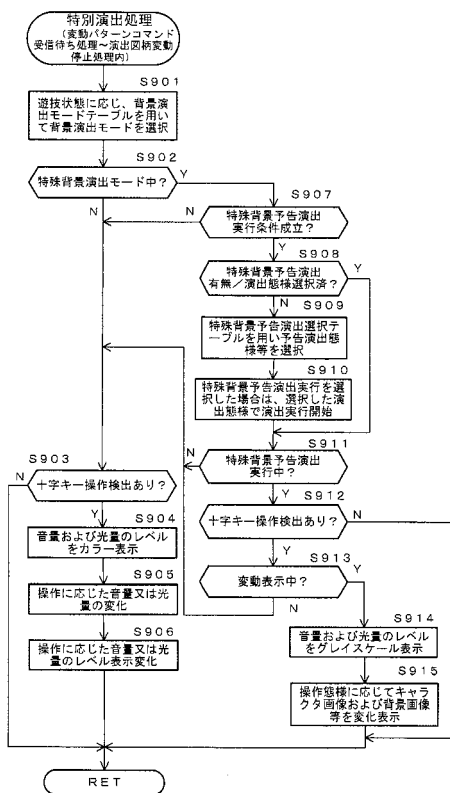 特別演出処理
(変動パターンコマンド
受信待ち処理~演出図柄変動
停止処理内)
S901
遊技状態に応じ、背景演
出モードテーブルを用い
て背景演出モードを選択
S902
特殊背景演出モード中?
Y
N
S907
特殊背景予告演出
実行条件成立?
N
Y
S908
特殊背景予告演出
有無/演出態様選択済?
Y
N
S909
特殊背景予告演出選択テ
ーブルを用い予告演出態
様等を選択
S910
特殊背景予告演出実行を選
択した場合は、選択した演
出態様で演出実行開始
S911
特殊背景予告演出
実行中?
N
Y
S912
十字キー操作検出あり?
N
Y
S913
変動表示中?
Y
N
S914
音量および光量のレベル
をグレイスケール表示
S915
操作態様に応じてキャラ
クタ画像および背景画像
等を変化表示
S903
十字キー操作検出あり?
N
Y
S904
音量および光量のレベル
をカラー表示
S905
操作に応じた音量又は光
量の変化
S906
操作に応じた音量又は光
量のレベル表示変化
RET